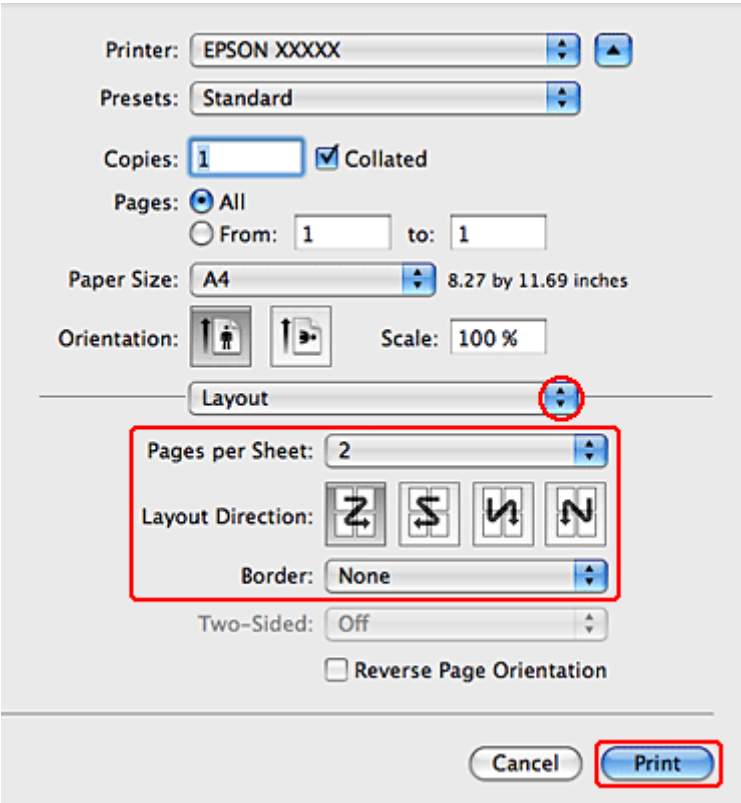 Printer: EPSON XXXXX
Presets: Standard
Copies: 1 Collated
Pages: All
From: 1 to: 1
Paper Size: A4 8.27 by 11.69 inches
Orientation: Scale: 100 %
Layout
Pages per Sheet: 2
Layout Direction:
Border: None
Two-Sided: Off
Reverse Page Orientation
Cancel Print